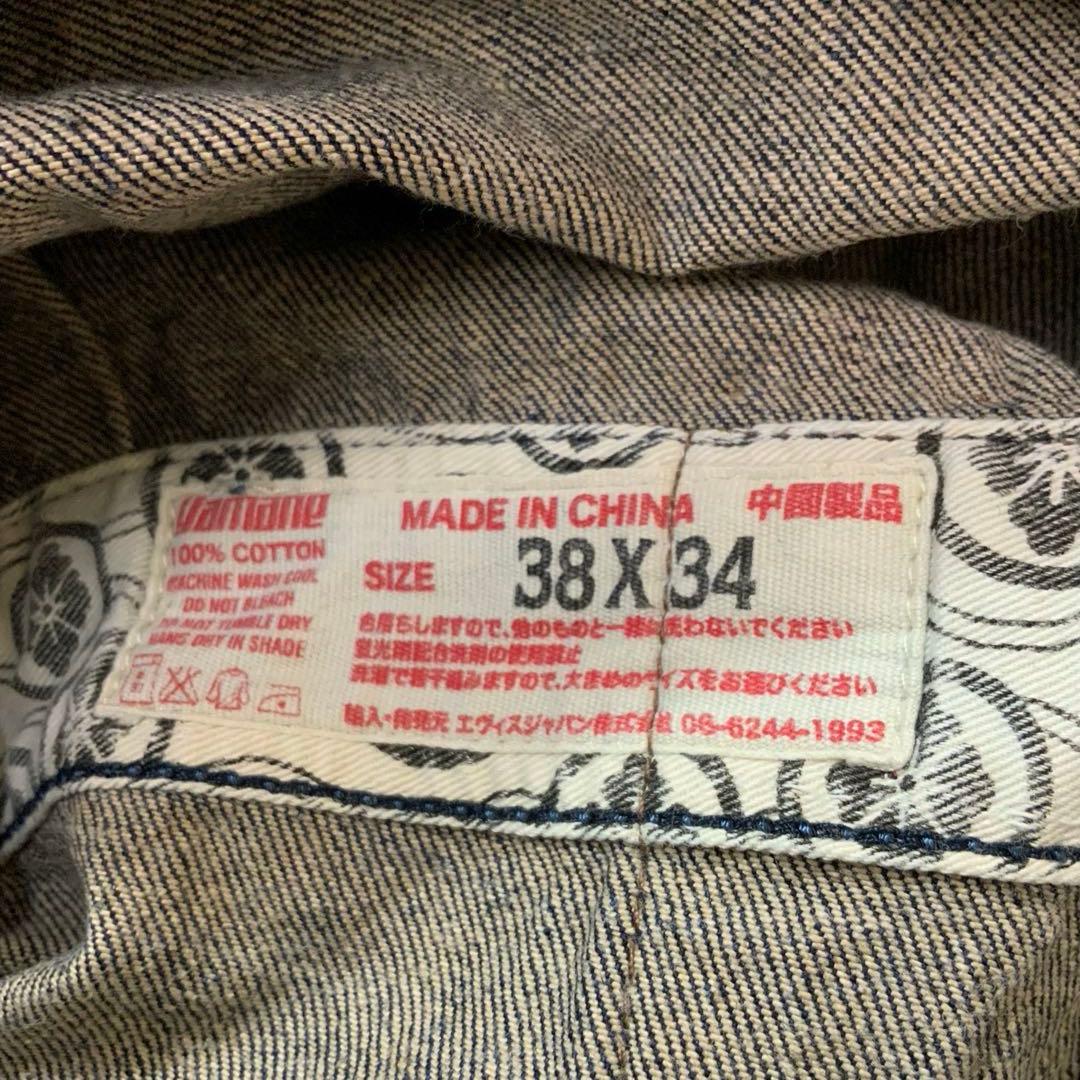 Yamane
100% COTTON
MACHINE WASH COOL
DO NOT BLEACH
DO NOT TUMBLE DRY
HANG DRY IN SHADE
MADE IN CHINA 中國製品
SIZE 38X34
色落ちしますので、他のものと一緒に洗わないでください
蛍光剤配合洗剤の使用禁止
洗濯で若干縮みますので、大きめのサイズをお選びください
輸入・発売元 エヴィスジャパン株式会社 06-6244-1993